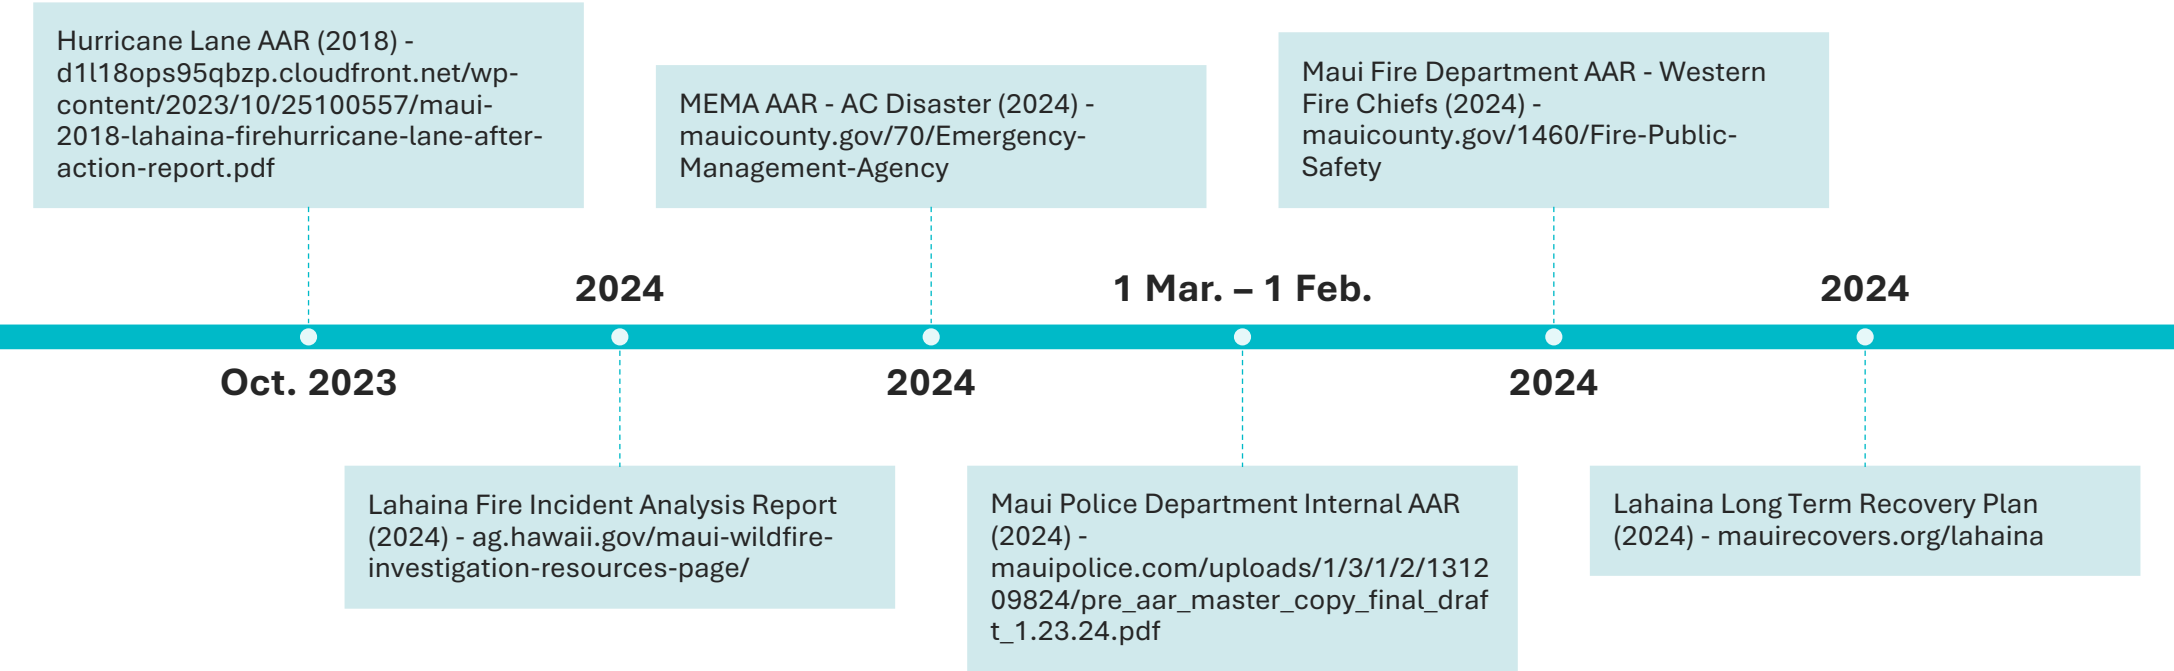 Hurricane Lane AAR (2018) -
d1l18ops95qbzp.cloudfront.net/wp-
content/2023/10/25100557/maui-
2018-lahaina-firehurricane-lane-after-
action-report.pdf
MEMA AAR - AC Disaster (2024) -
mauicounty.gov/70/Emergency-
Management-Agency
Maui Fire Department AAR - Western
Fire Chiefs (2024) -
mauicounty.gov/1460/Fire-Public-
Safety
2024
1 Mar. – 1 Feb.
2024
Oct. 2023
2024
2024
Lahaina Fire Incident Analysis Report
(2024) - ag.hawaii.gov/maui-wildfire-
investigation-resources-page/
Maui Police Department Internal AAR
(2024) -
mauipolice.com/uploads/1/3/1/2/1312
09824/pre_aar_master_copy_final_draf
t_1.23.24.pdf
Lahaina Long Term Recovery Plan
(2024) - mauirecovers.org/lahaina